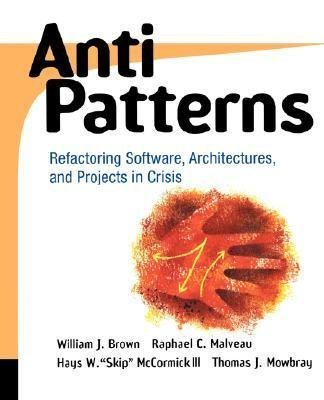 Anti
Patterns
Refactoring Software, Architectures,
and Projects in Crisis
William J. Brown   Raphael C. Malveau
Hays W. "Skip" McCormick III   Thomas J. Mowbray